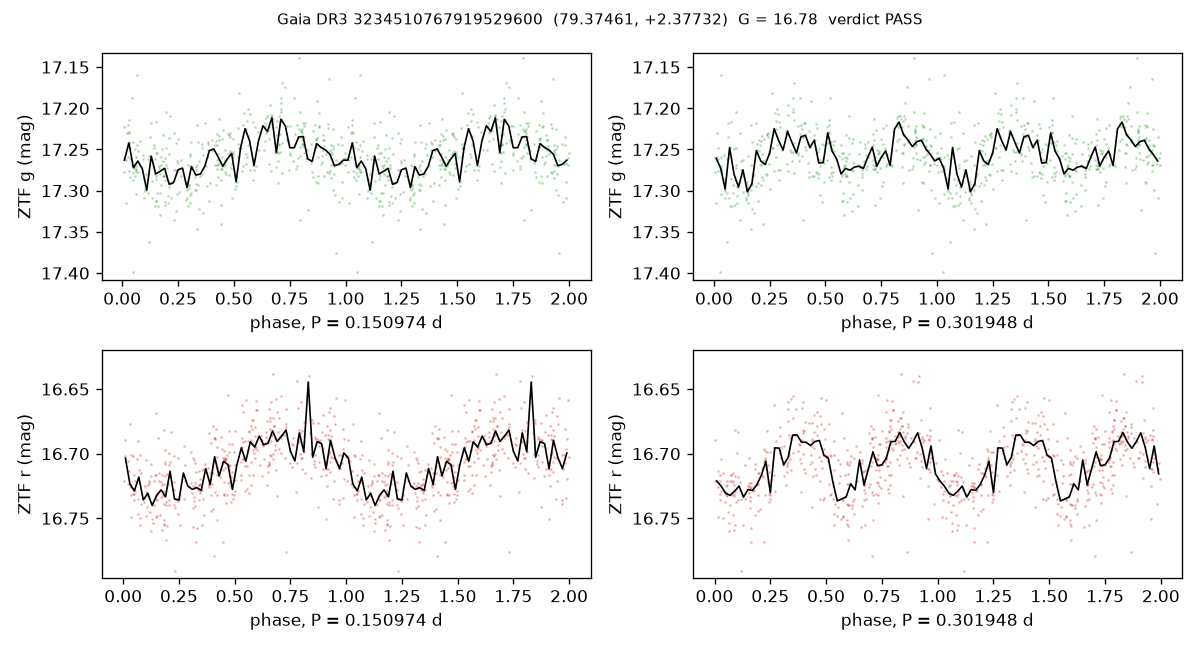 Gaia DR3 3234510767919529600 (79.37461, +2.37732) G = 16.78 verdict PASS
ZTF g (mag)
17.15
17.20
17.25
17.30
17.35
17.40
0.00 0.25 0.50 0.75 1.00 1.25 1.50 1.75 2.00
phase, P = 0.150974 d
ZTF g (mag)
17.15
17.20
17.25
17.30
17.35
17.40
0.00 0.25 0.50 0.75 1.00 1.25 1.50 1.75 2.00
phase, P = 0.301948 d
ZTF r (mag)
16.65
16.70
16.75
0.00 0.25 0.50 0.75 1.00 1.25 1.50 1.75 2.00
phase, P = 0.150974 d
ZTF r (mag)
16.65
16.70
16.75
0.00 0.25 0.50 0.75 1.00 1.25 1.50 1.75 2.00
phase, P = 0.301948 d